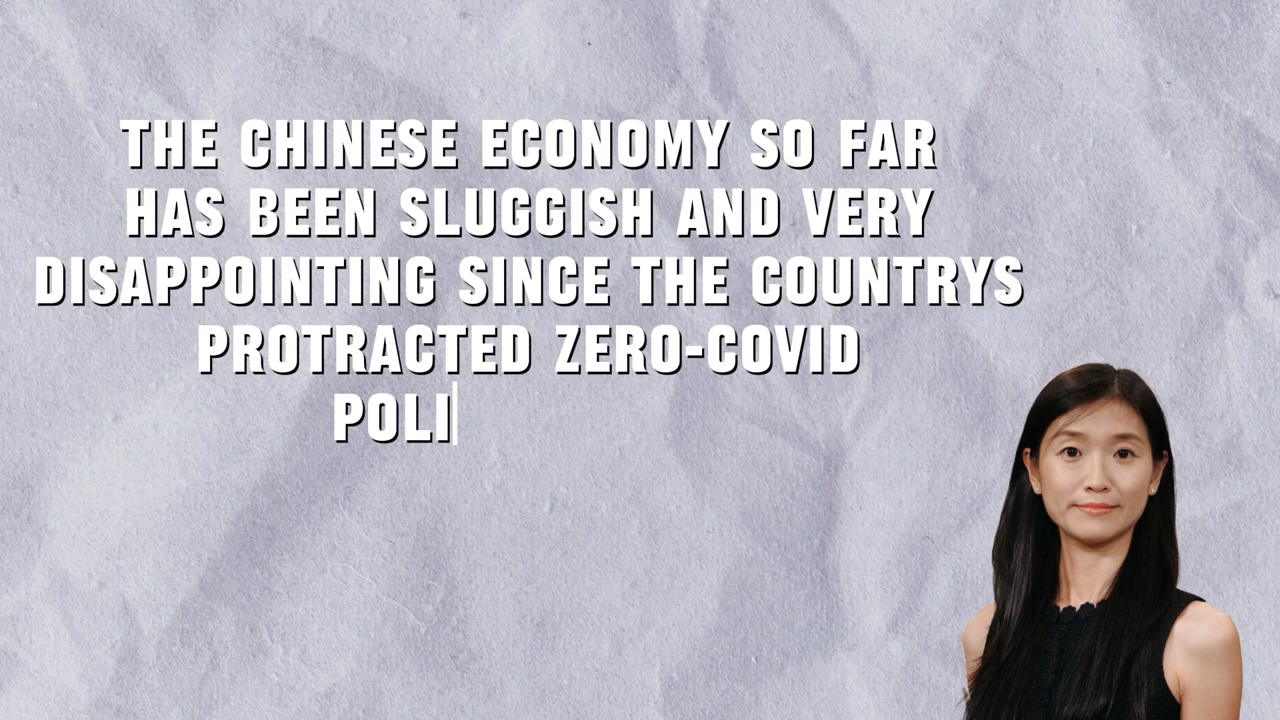 THE CHINESE ECONOMY SO FAR
HAS BEEN SLUGGISH AND VERY
DISAPPOINTING SINCE THE COUNTRYS
PROTRACTED ZERO-COVID
POLI